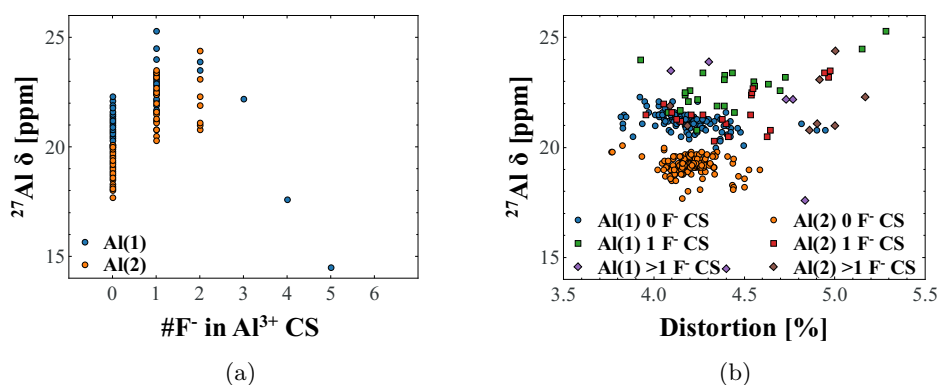 25
20
15
²⁷Al δ [ppm]
Al(1)
Al(2)
0 1 2 3 4 5 6
#F⁻ in Al³⁺ CS
(a)
25
20
15
²⁷Al δ [ppm]
Al(1) 0 F⁻ CS Al(2) 0 F⁻ CS
Al(1) 1 F⁻ CS Al(2) 1 F⁻ CS
Al(1) >1 F⁻ CS Al(2) >1 F⁻ CS
3.5 4.0 4.5 5.0 5.5
Distortion [%]
(b)